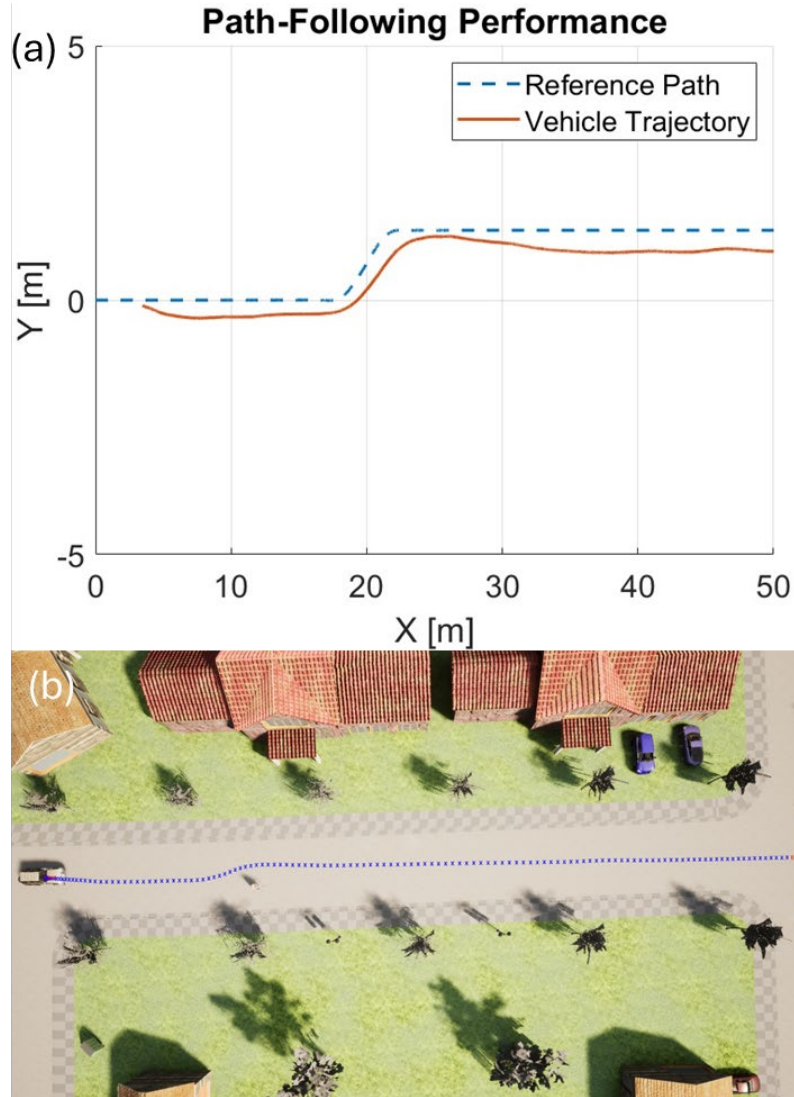 Path-Following Performance
(a)
5
Reference Path
Vehicle Trajectory
Y [m]
0
-5
0 10 20 30 40 50
X [m]
(b)